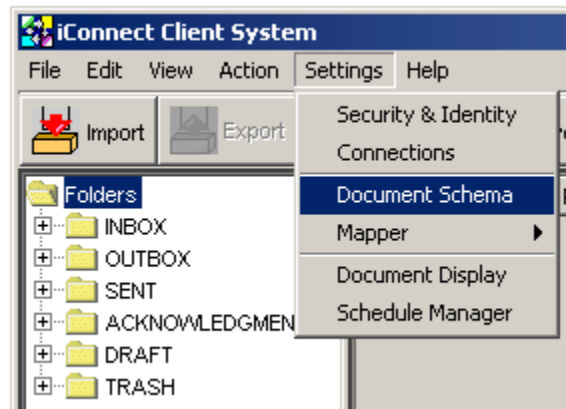 iConnect Client System
File Edit View Action Settings Help
Import Export
Security & Identity
Connections
Document Schema
Mapper
Document Display
Schedule Manager
Folders
INBOX
OUTBOX
SENT
ACKNOWLEDGMEN
DRAFT
TRASH